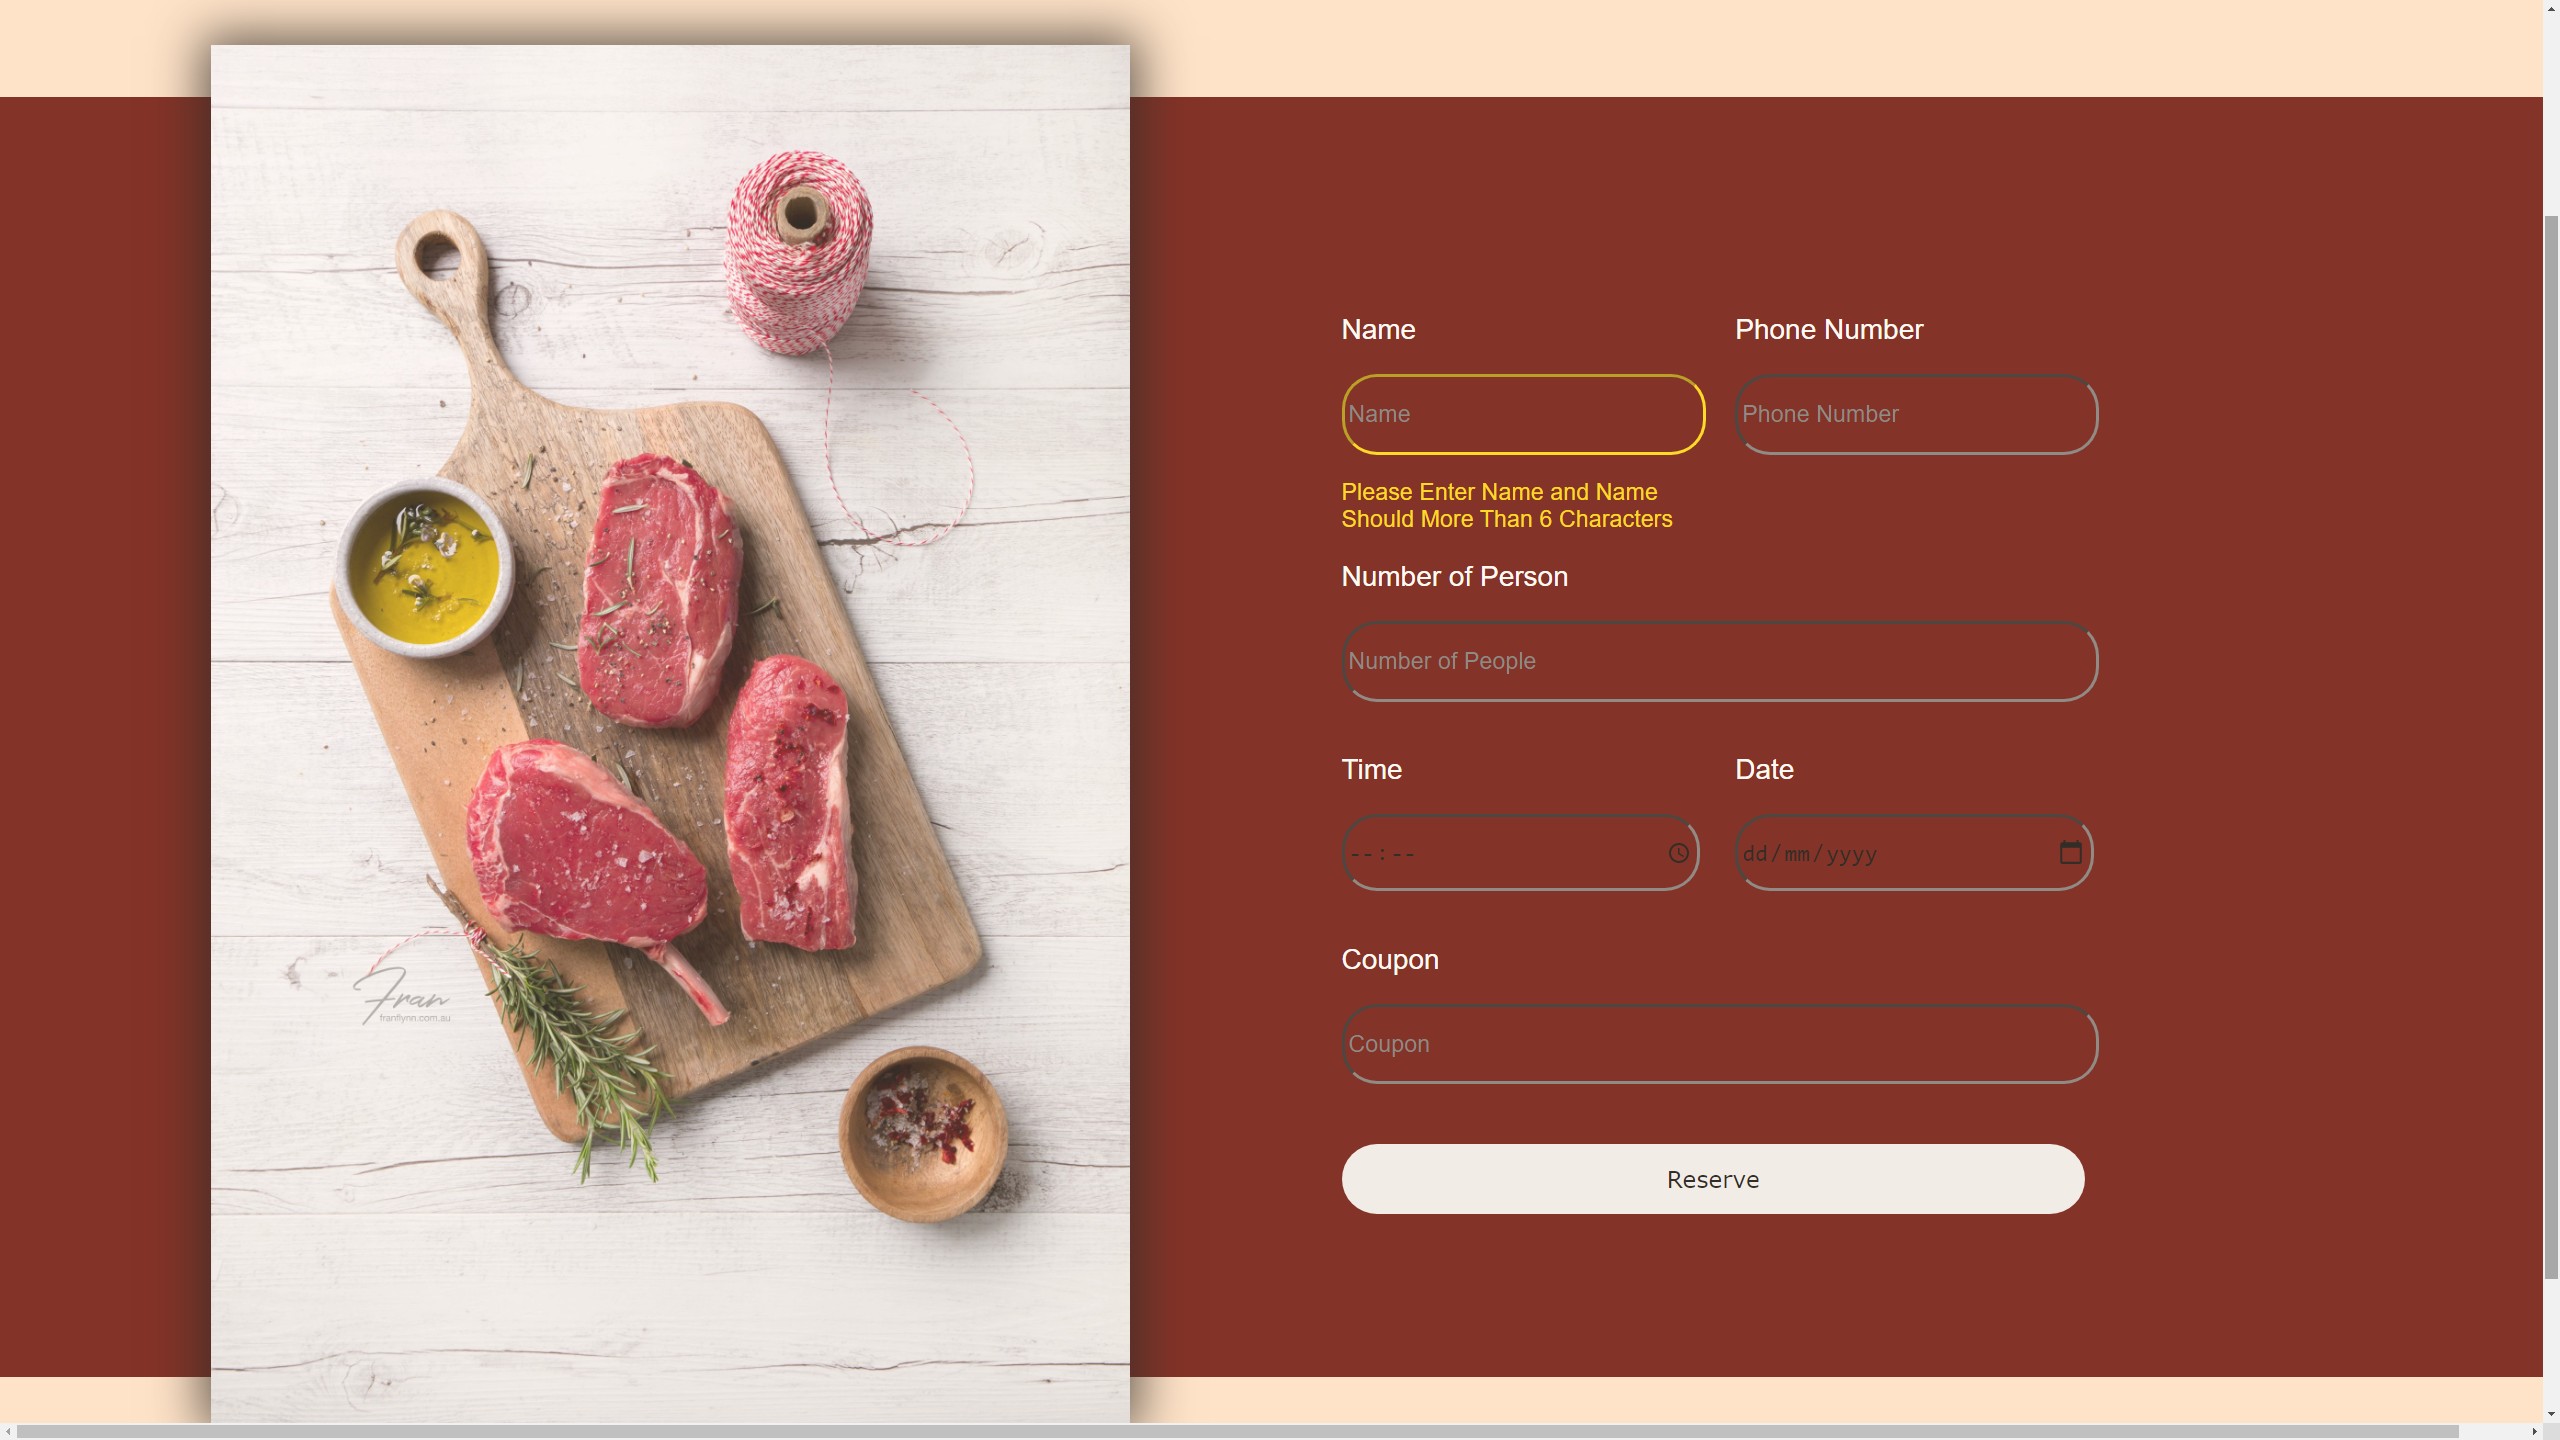 Name
Phone Number
Name
Phone Number
Please Enter Name and Name
Should More Than 6 Characters
Number of Person
Number of People
Time
Date
--:--
dd/mm/yyyy
Coupon
Coupon
Reserve
Fran
franflynn.com.au